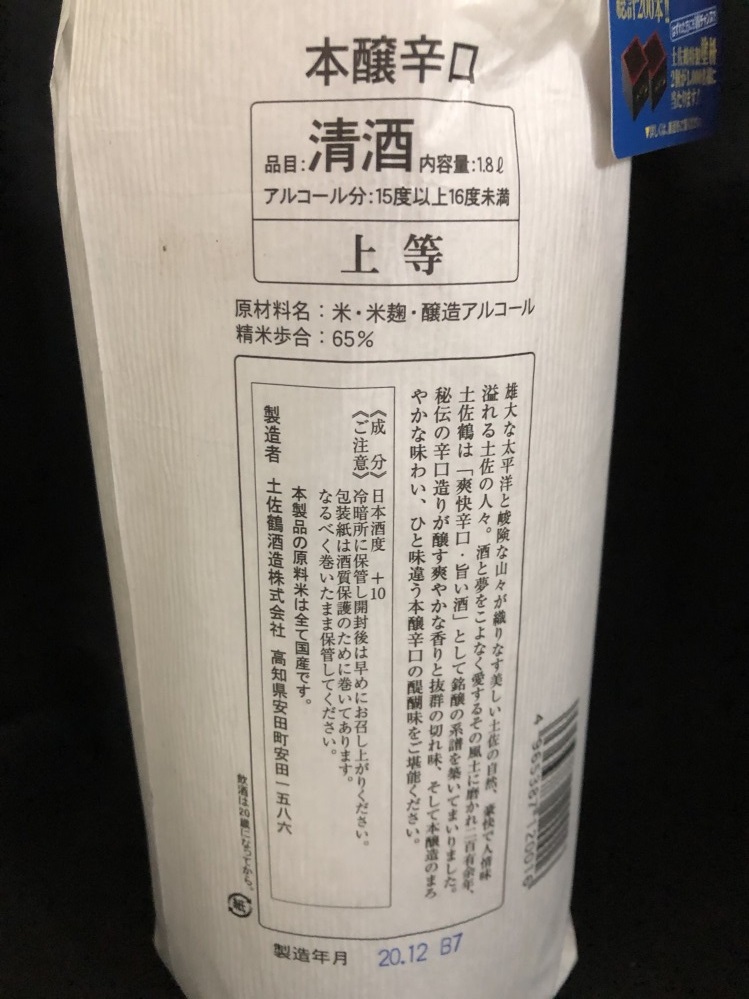 本醸辛口
品目:清酒 内容量:1.8ℓ
アルコール分:15度以上16度未満
上等
原材料名:米・米麹・醸造アルコール
精米歩合:65%
雄大な太平洋と峻険な山々が織りなす美しい土佐の自然、豪快で人情味
溢れる土佐の人々。酒と夢をこよなく愛するその風土に磨かれ二百有余年、
土佐鶴は「爽快辛口・旨い酒」として銘醸の系譜を築いてまいりました。
秘伝の辛口造りが醸す爽やかな香りと抜群の切れ味、そして本醸造のまろ
やかな味わい、ひと味違う本醸辛口の醍醐味をご堪能ください。
《成分》日本酒度 +10
《ご注意》冷暗所に保管し開封後は早めにお召し上がりください。
包装紙は酒質保護のために巻いてあります。
なるべく巻いたまま保管してください。
本製品の原料米は全て国産です。
製造者 土佐鶴酒造株式会社 高知県安田町安田一五八六
飲酒は20歳になってから。
紙
製造年月 20.12 B7
総計200本!!